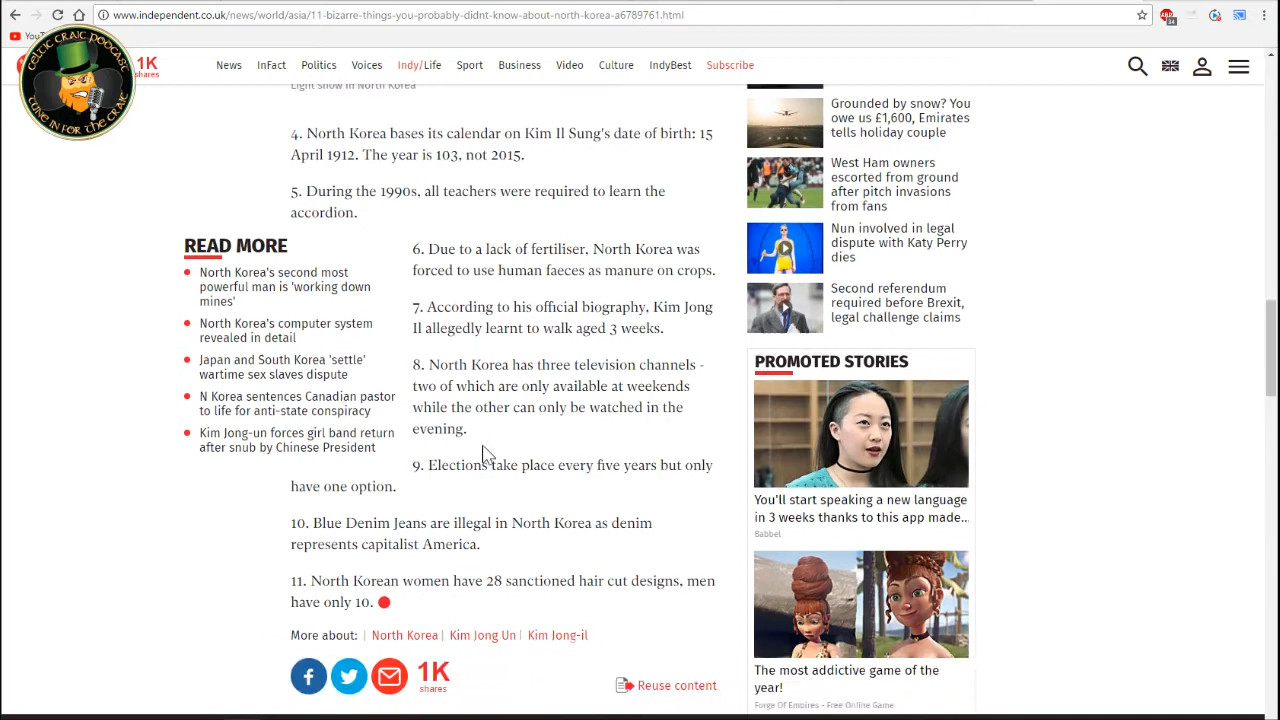 www.independent.co.uk/news/world/asia/11-bizarre-things-you-probably-didnt-know-about-north-korea-a6789761.html
CELTIC CRAIC PODCAST
TUNE IN FOR THE CRAIC
1K
shares
News
InFact
Politics
Voices
Indy/Life
Sport
Business
Video
Culture
IndyBest
Subscribe
Light show in North Korea
4. North Korea bases its calendar on Kim Il Sung's date of birth: 15
April 1912. The year is 103, not 2015.
5. During the 1990s, all teachers were required to learn the
accordion.
READ MORE
North Korea's second most
powerful man is 'working down
mines'
North Korea's computer system
revealed in detail
Japan and South Korea 'settle'
wartime sex slaves dispute
N Korea sentences Canadian pastor
to life for anti-state conspiracy
Kim Jong-un forces girl band return
after snub by Chinese President
6. Due to a lack of fertiliser, North Korea was
forced to use human faeces as manure on crops.
7. According to his official biography, Kim Jong
Il allegedly learnt to walk aged 3 weeks.
8. North Korea has three television channels -
two of which are only available at weekends
while the other can only be watched in the
evening.
9. Elections take place every five years but only
have one option.
10. Blue Denim Jeans are illegal in North Korea as denim
represents capitalist America.
11. North Korean women have 28 sanctioned hair cut designs, men
have only 10.
More about: | North Korea | Kim Jong Un | Kim Jong-il
1K
shares
Reuse content
Grounded by snow? You
owe us £1,600, Emirates
tells holiday couple
West Ham owners
escorted from ground
after pitch invasions
from fans
Nun involved in legal
dispute with Katy Perry
dies
Second referendum
required before Brexit,
legal challenge claims
PROMOTED STORIES
You'll start speaking a new language
in 3 weeks thanks to this app made...
Babbel
The most addictive game of the
year!
Forge Of Empires - Free Online Game